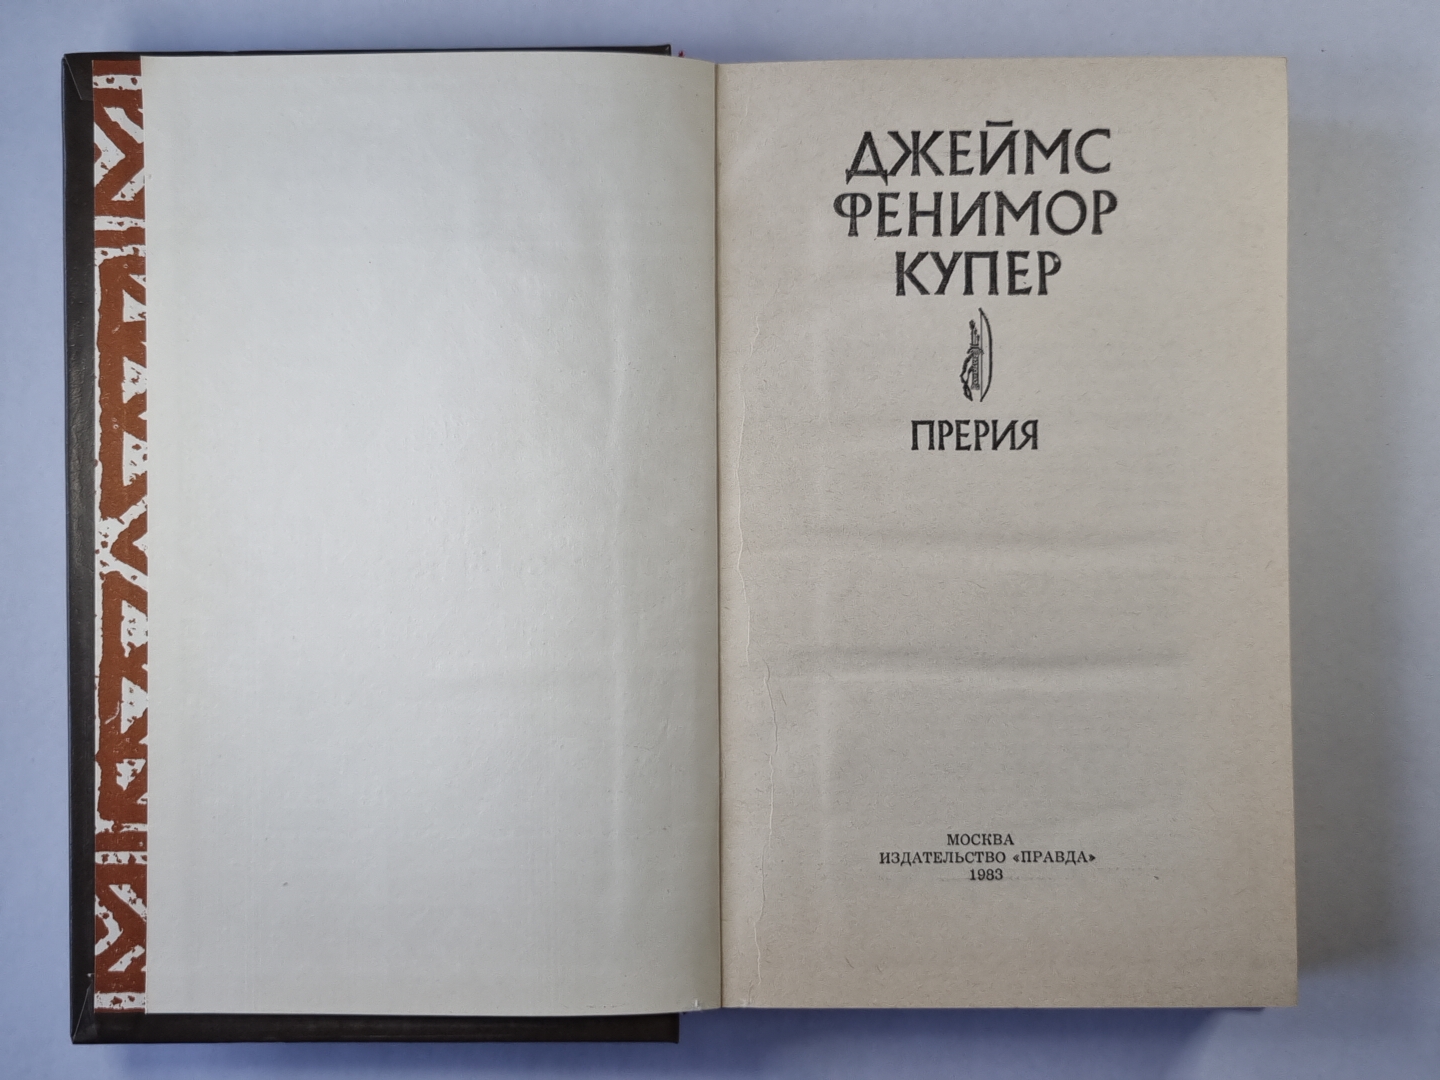 ДЖЕЙМС
ФЕНИМОР
КУПЕР
ПРЕРИЯ
МОСКВА
ИЗДАТЕЛЬСТВО «ПРАВДА»
1983